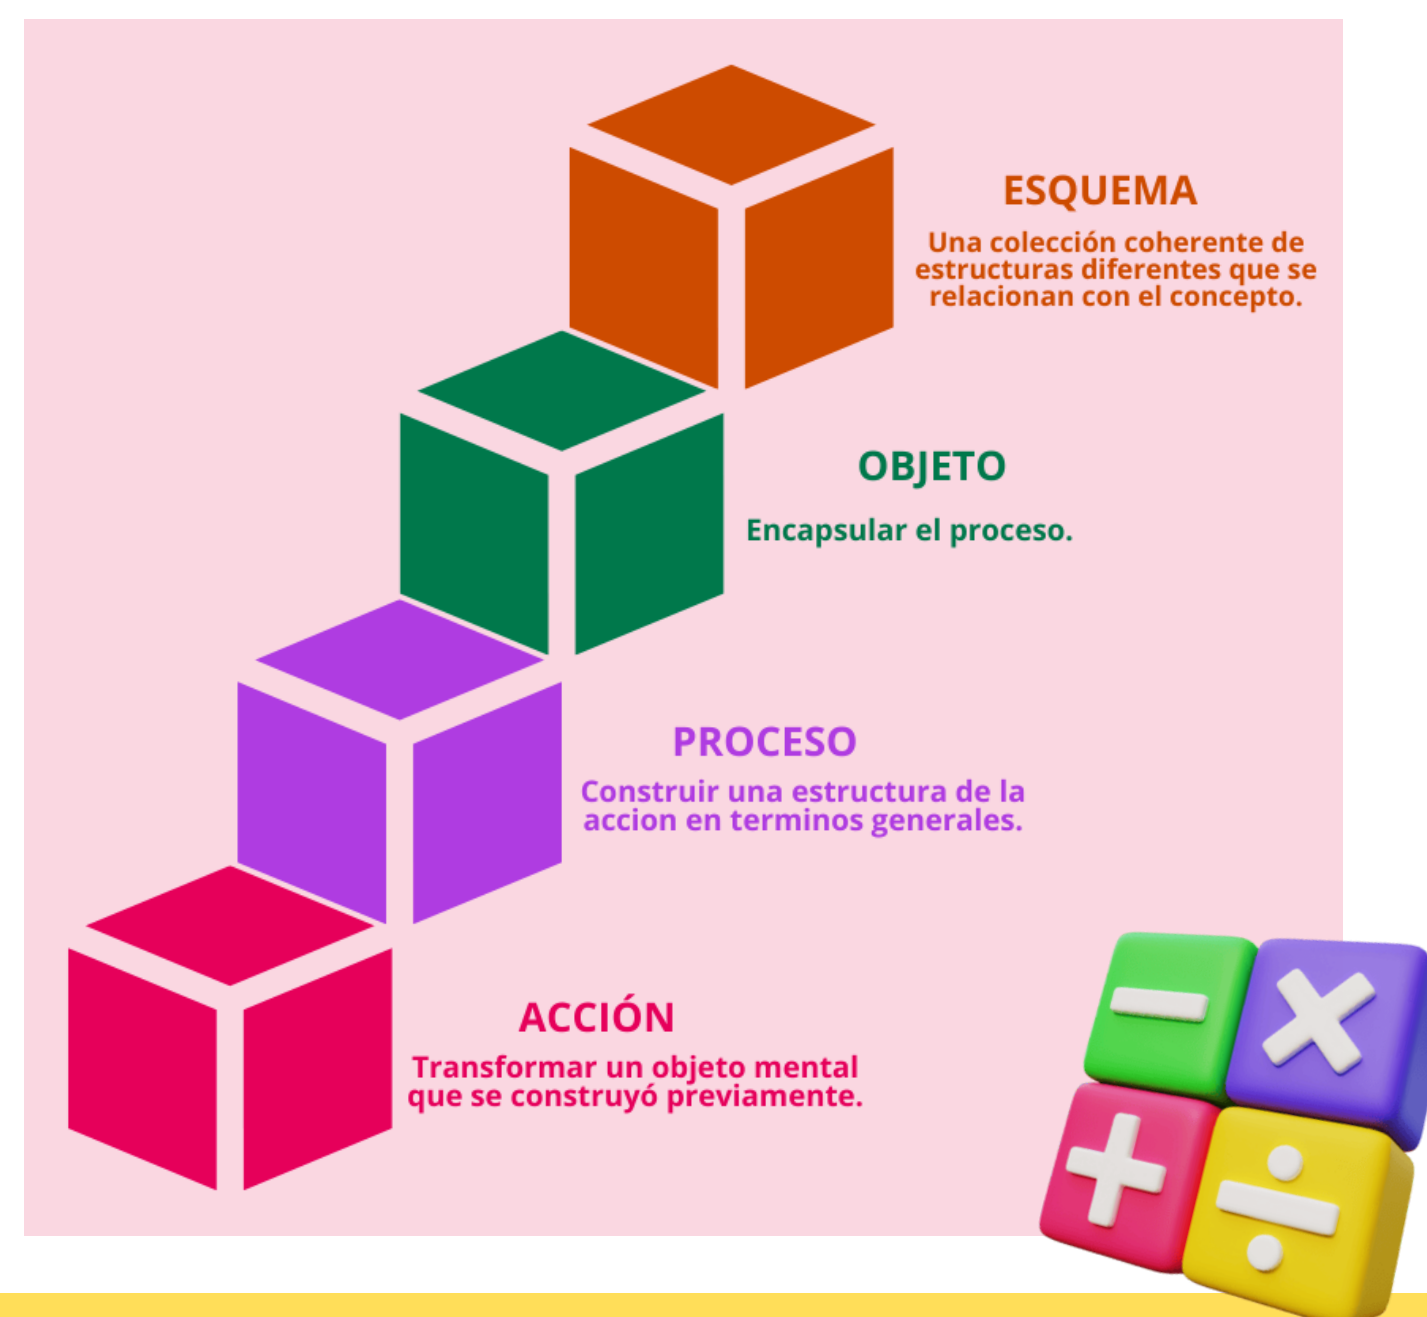 ESQUEMA
Una colección coherente de
estructuras diferentes que se
relacionan con el concepto.
OBJETO
Encapsular el proceso.
PROCESO
Construir una estructura de la
accion en terminos generales.
ACCIÓN
Transformar un objeto mental
que se construyó previamente.